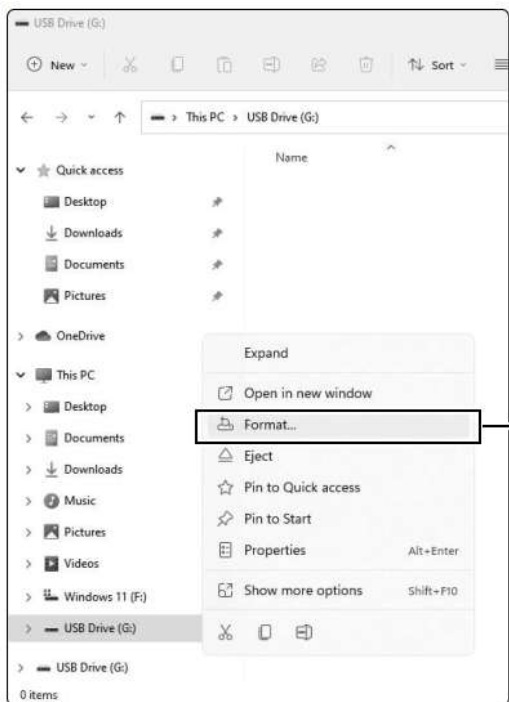 USB Drive (G:)
New
Sort
This PC > USB Drive (G:)
Name
Quick access
Desktop
Downloads
Documents
Pictures
OneDrive
This PC
Desktop
Documents
Downloads
Music
Pictures
Videos
Windows 11 (F:)
USB Drive (G:)
USB Drive (G:)
0 items
Expand
Open in new window
Format...
Eject
Pin to Quick access
Pin to Start
Properties Alt+Enter
Show more options Shift+F10